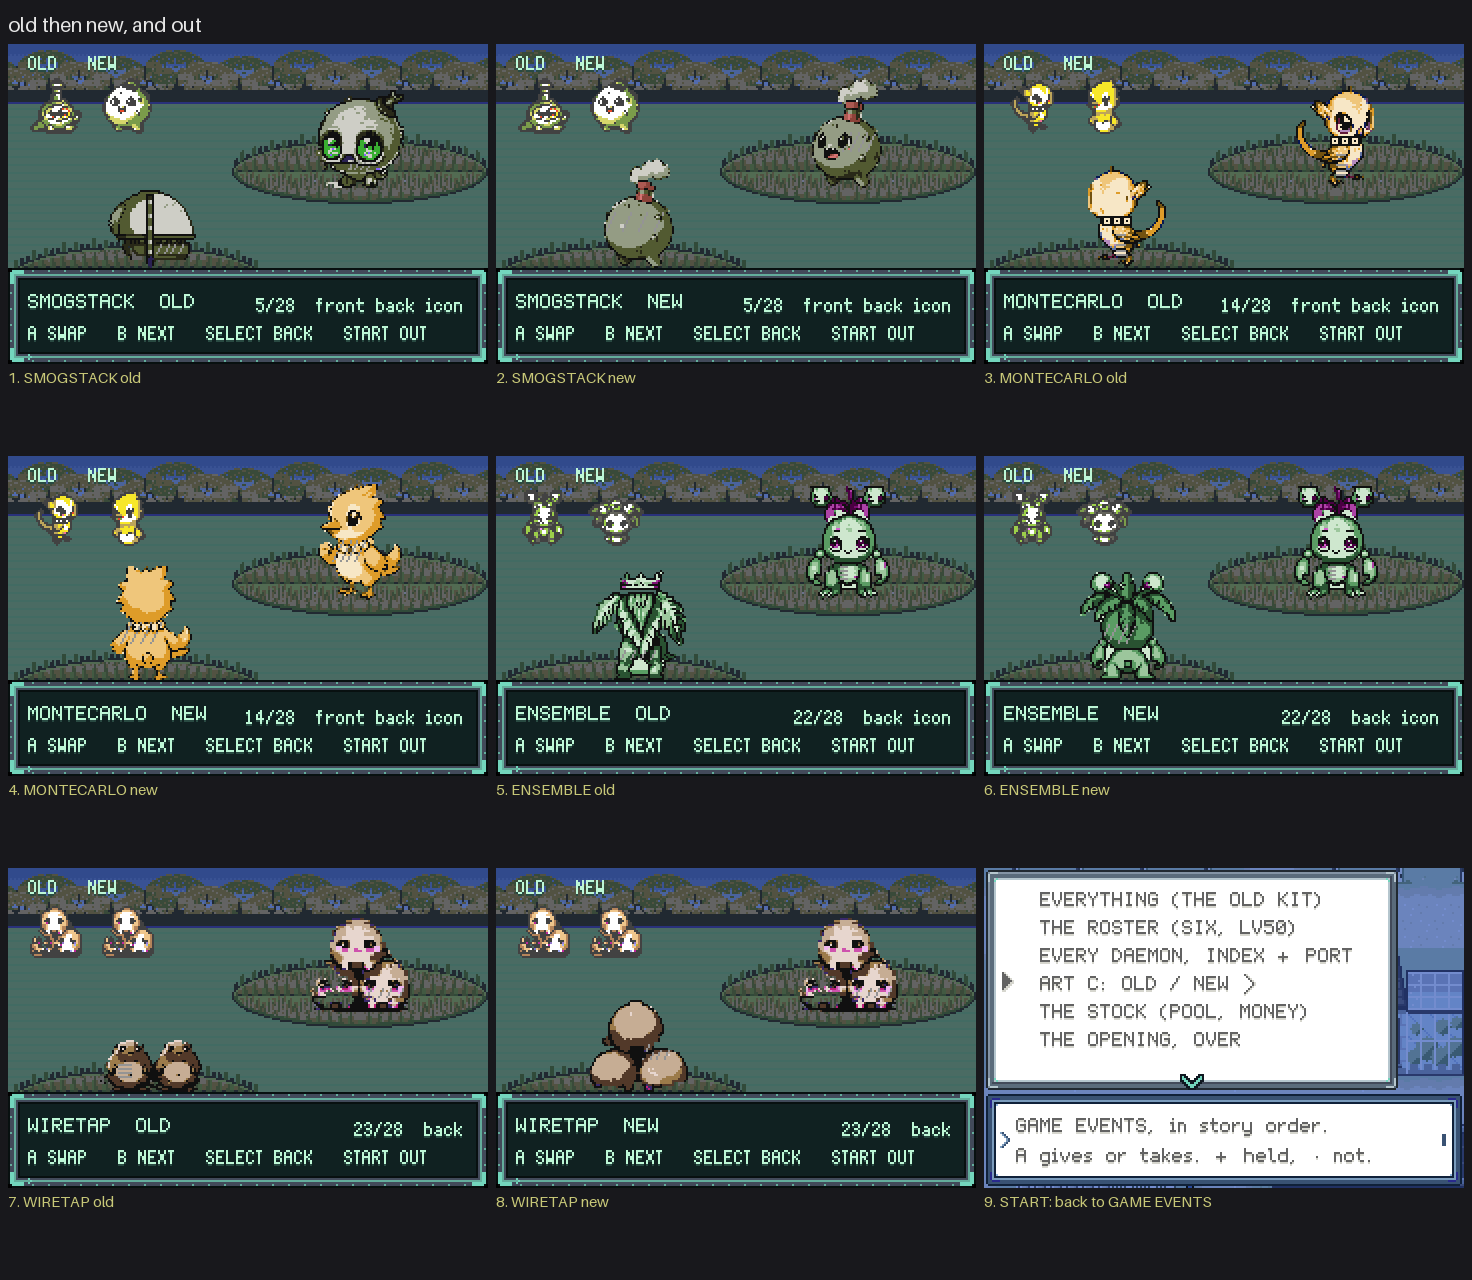 old then new, and out
OLD NEW
SMOGSTACK OLD 5/28 front back icon
A SWAP B NEXT SELECT BACK START OUT
1. SMOGSTACK old
OLD NEW
SMOGSTACK NEW 5/28 front back icon
A SWAP B NEXT SELECT BACK START OUT
2. SMOGSTACK new
OLD NEW
MONTECARLO OLD 14/28 front back icon
A SWAP B NEXT SELECT BACK START OUT
3. MONTECARLO old
OLD NEW
MONTECARLO NEW 14/28 front back icon
A SWAP B NEXT SELECT BACK START OUT
4. MONTECARLO new
OLD NEW
ENSEMBLE OLD 22/28 back icon
A SWAP B NEXT SELECT BACK START OUT
5. ENSEMBLE old
OLD NEW
ENSEMBLE NEW 22/28 back icon
A SWAP B NEXT SELECT BACK START OUT
6. ENSEMBLE new
OLD NEW
WIRETAP OLD 23/28 back
A SWAP B NEXT SELECT BACK START OUT
7. WIRETAP old
OLD NEW
WIRETAP NEW 23/28 back
A SWAP B NEXT SELECT BACK START OUT
8. WIRETAP new
EVERYTHING (THE OLD KIT)
THE ROSTER (SIX, LV50)
EVERY DAEMON, INDEX + PORT
ART C: OLD / NEW >
THE STOCK (POOL, MONEY)
THE OPENING, OVER
GAME EVENTS, in story order.
A gives or takes. + held, · not.
9. START: back to GAME EVENTS